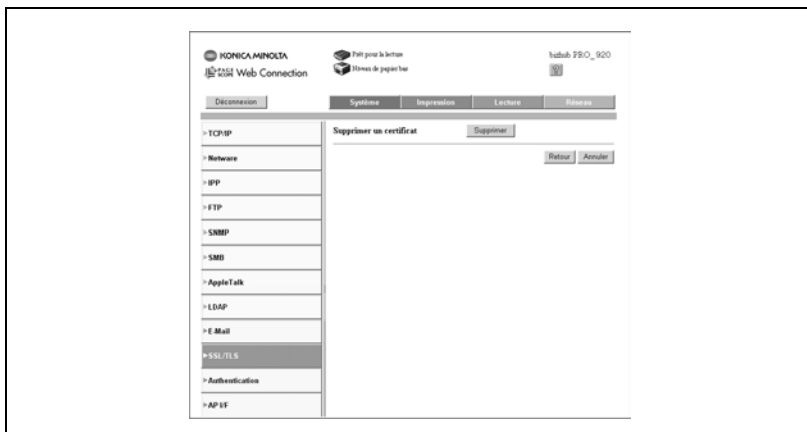 KONICA MINOLTA
PAGE SCOPE Web Connection
Prêt pour la lecture
Niveau de papier bas
bizhub PRO_920
?
Déconnexion
Système
Impression
Lecture
Réseau
TCP/IP
Netware
IPP
FTP
SNMP
SMB
AppleTalk
LDAP
E-Mail
SSL/TLS
Authentication
AP I/F
Supprimer un certificat
Supprimer
Retour
Annuler